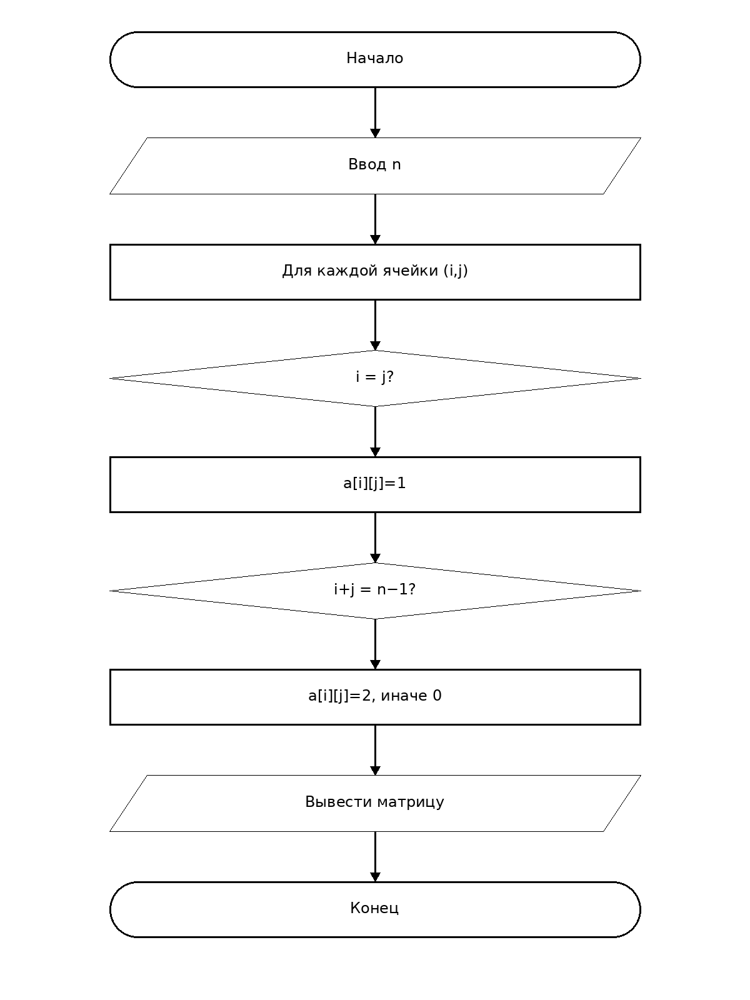 Начало
Ввод n
Для каждой ячейки (i,j)
i = j?
a[i][j]=1
i+j = n−1?
a[i][j]=2, иначе 0
Вывести матрицу
Конец